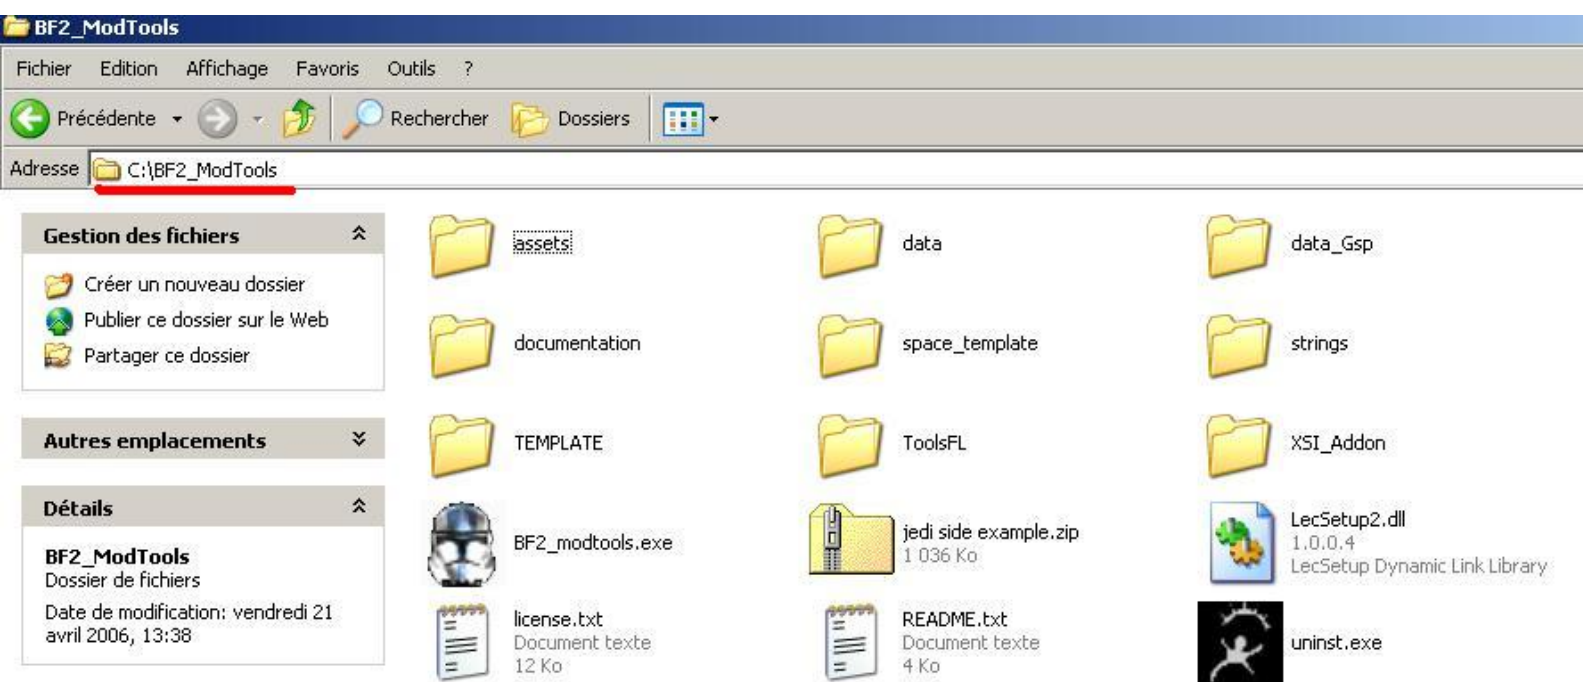 BF2_ModTools
Fichier Edition Affichage Favoris Outils ?
Précédente Rechercher Dossiers
Adresse C:\BF2_ModTools
Gestion des fichiers
Créer un nouveau dossier
Publier ce dossier sur le Web
Partager ce dossier
Autres emplacements
Détails
BF2_ModTools
Dossier de fichiers
Date de modification: vendredi 21
avril 2006, 13:38
assets
data
data_Gsp
documentation
space_template
strings
TEMPLATE
ToolsFL
XSI_Addon
BF2_modtools.exe
jedi side example.zip
1 036 Ko
LecSetup2.dll
1.0.0.4
LecSetup Dynamic Link Library
license.txt
Document texte
12 Ko
README.txt
Document texte
4 Ko
uninst.exe